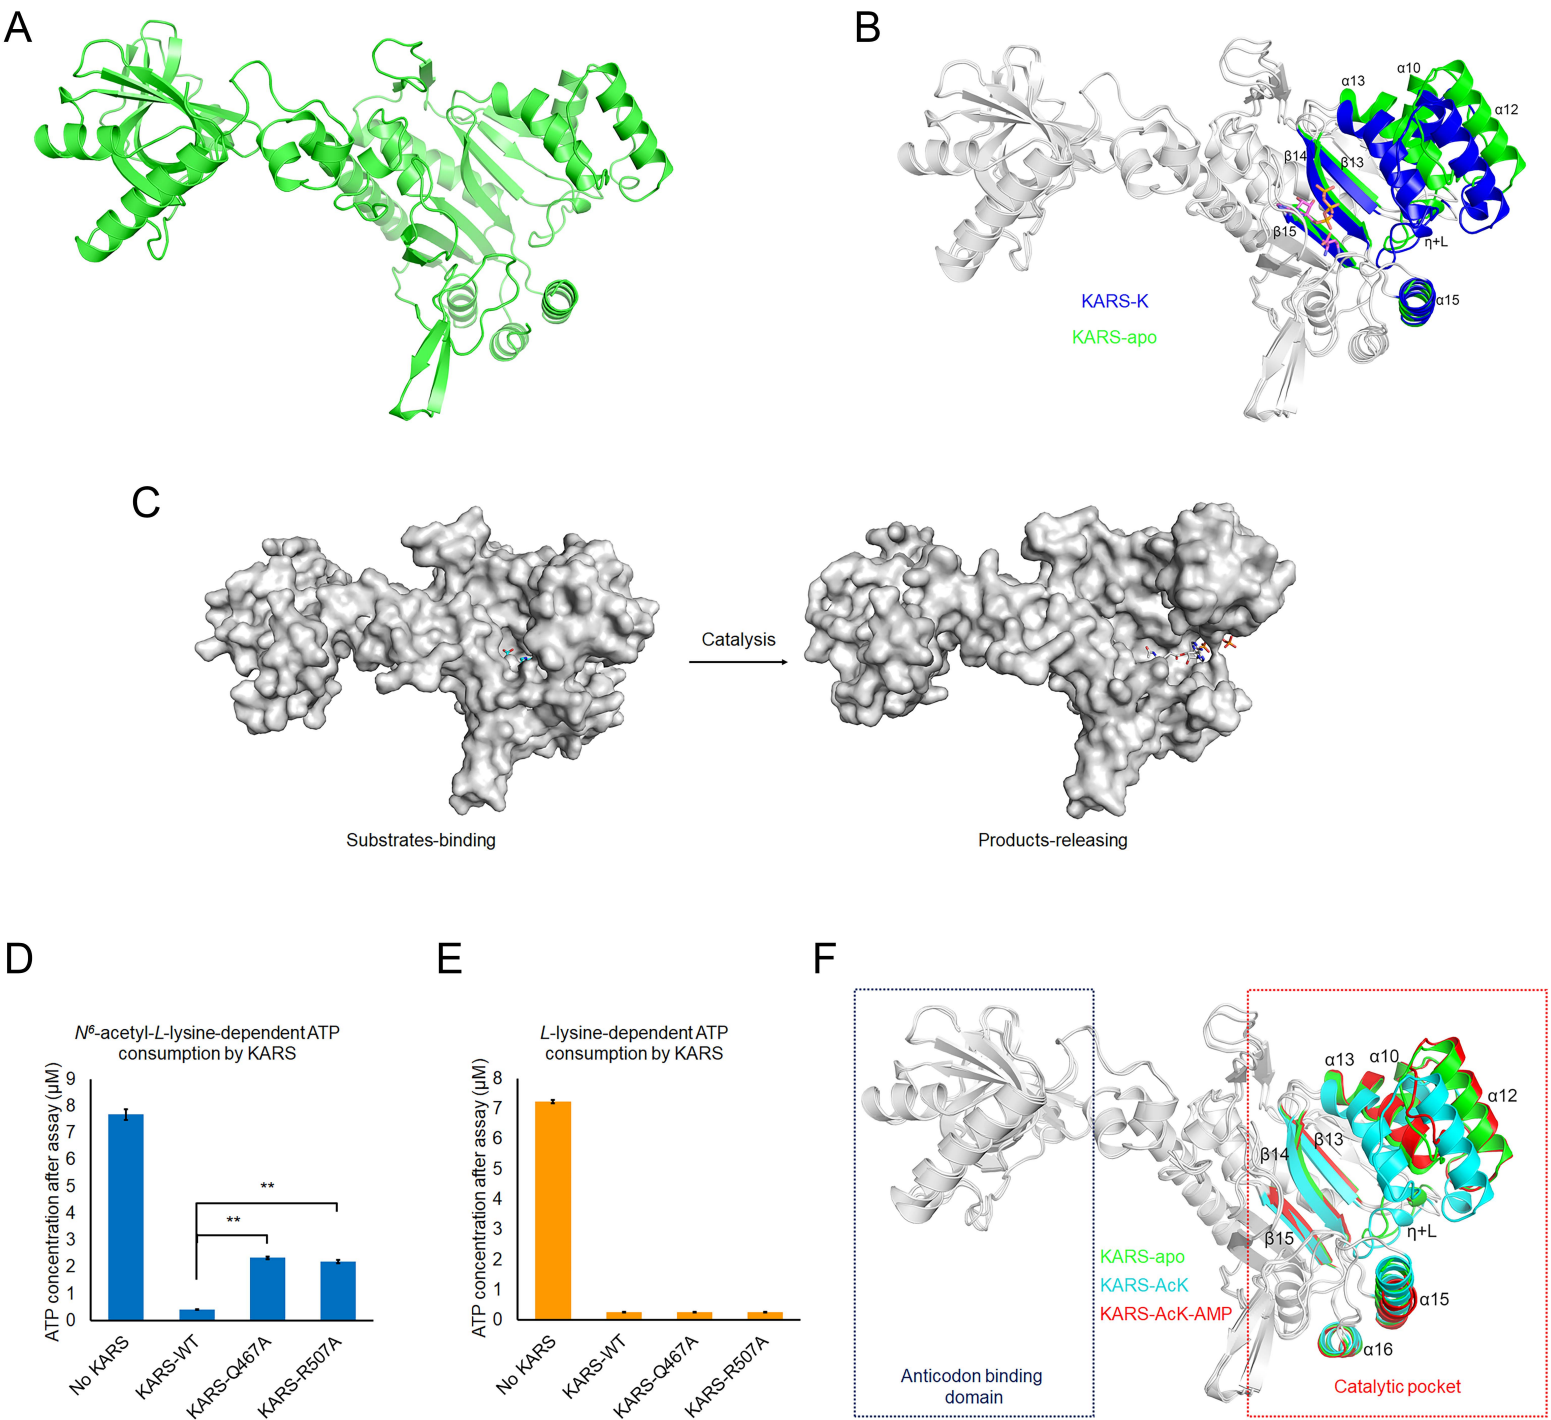 A
B
α13
α10
α12
β14
β13
β15
η+L
α15
KARS-K
KARS-apo
C
Catalysis
Substrates-binding
Products-releasing
D
N⁶-acetyl-L-lysine-dependent ATP
consumption by KARS
ATP concentration after assay (μM)
9
8
7
6
5
4
3
2
1
0
**
**
No KARS
KARS-WT
KARS-Q467A
KARS-R507A
E
L-lysine-dependent ATP
consumption by KARS
ATP concentration after assay (μM)
8
7
6
5
4
3
2
1
0
No KARS
KARS-WT
KARS-Q467A
KARS-R507A
F
α13
α10
α12
β13
β14
β15
η+L
α15
α16
KARS-apo
KARS-AcK
KARS-AcK-AMP
Anticodon binding
domain
Catalytic pocket